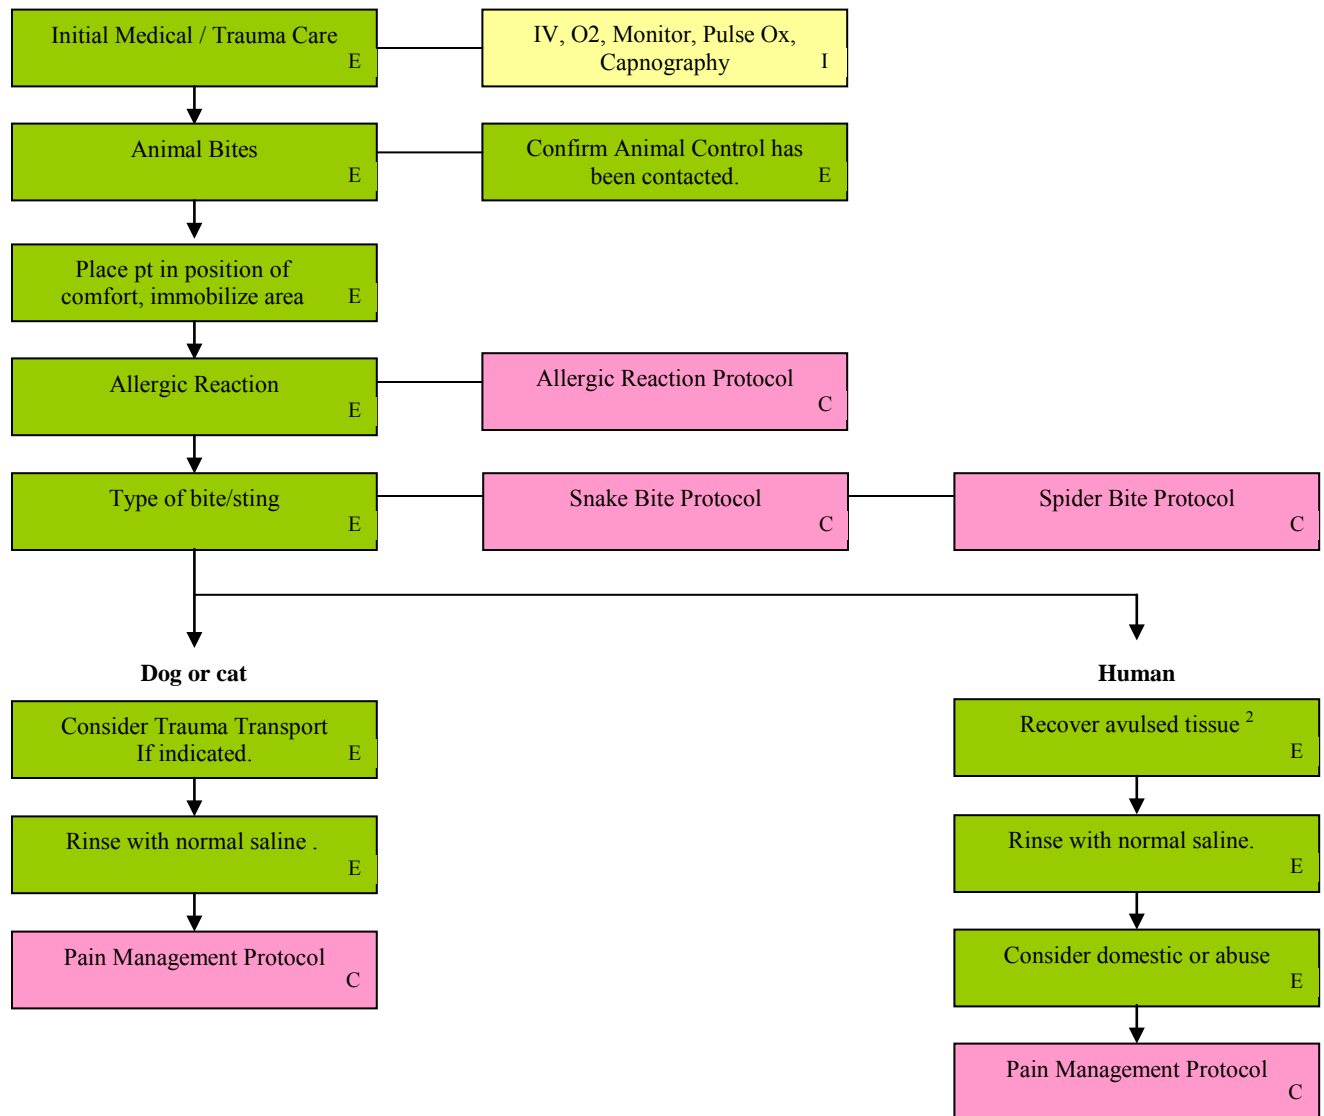 Initial Medical / Trauma Care
E
IV, O2, Monitor, Pulse Ox,
Capnography I
Animal Bites
E
Confirm Animal Control has
been contacted. E
Place pt in position of
comfort, immobilize area E
Allergic Reaction
E
Allergic Reaction Protocol
C
Type of bite/sting
E
Snake Bite Protocol
C
Spider Bite Protocol
C
Dog or cat
Consider Trauma Transport
If indicated. E
Rinse with normal saline .
E
Pain Management Protocol
C
Human
Recover avulsed tissue 2
E
Rinse with normal saline.
E
Consider domestic or abuse
E
Pain Management Protocol
C